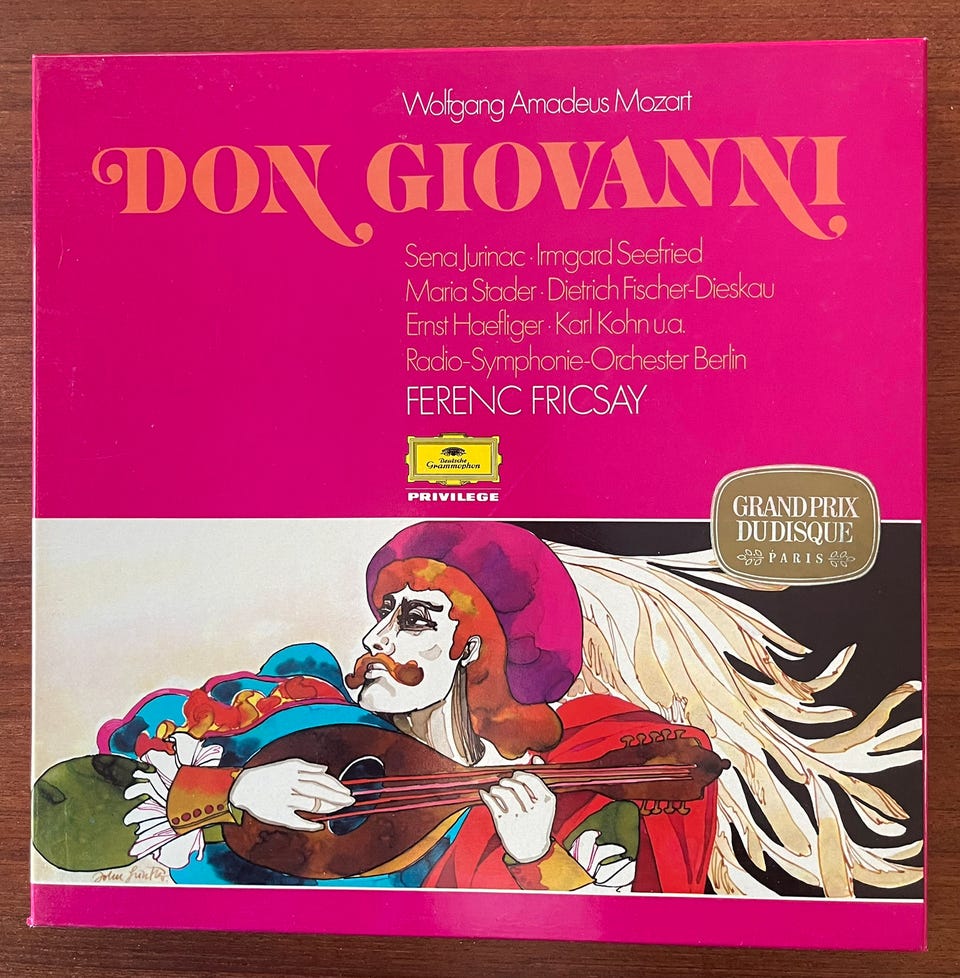 Wolfgang Amadeus Mozart
DON GIOVANNI
Sena Jurinac · Irmgard Seefried
Maria Stader · Dietrich Fischer-Dieskau
Ernst Haefliger · Karl Kohn u.a.
Radio-Symphonie-Orchester Berlin
FERENC FRICSAY
Deutsche
Grammophon
PRIVILEGE
GRAND PRIX
DU DISQUE
PARIS
John